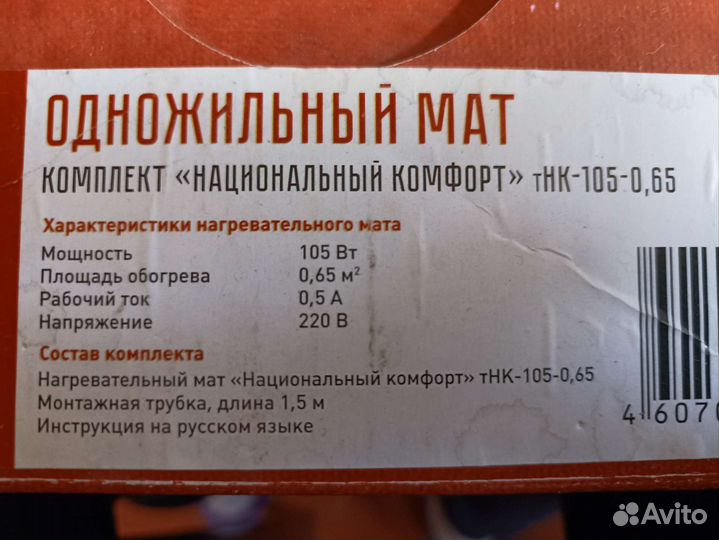 ОДНОЖИЛЬНЫЙ МАТ
КОМПЛЕКТ «НАЦИОНАЛЬНЫЙ КОМФОРТ» тНК-105-0,65
Характеристики нагревательного мата
Мощность 105 Вт
Площадь обогрева 0,65 м²
Рабочий ток 0,5 А
Напряжение 220 В
Состав комплекта
Нагревательный мат «Национальный комфорт» тНК-105-0,65
Монтажная трубка, длина 1,5 м
Инструкция на русском языке
4 6070
Avito